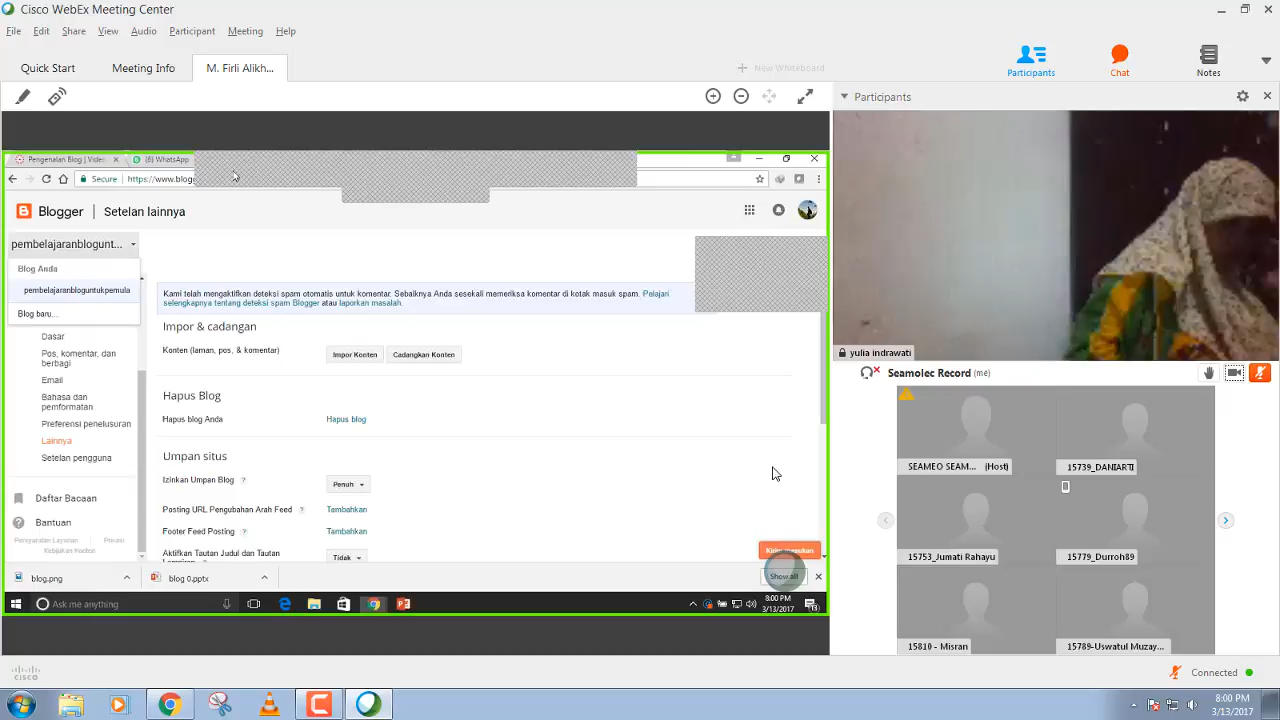 Cisco WebEx Meeting Center
File Edit Share View Audio Participant Meeting Help
Quick Start Meeting Info M. Firli Alikh... New Whiteboard
Participants Chat Notes
Participants
Pengenalan Blog | Vide (6) WhatsApp
Secure https://www.blog
Blogger Setelan lainnya
pembelajaranblogunt...
Blog Anda
pembelajaranbloguntukpemula
Blog baru...
Dasar
Pos, komentar, dan
berbagi
Email
Bahasa dan
pemformatan
Preferensi penelusuran
Lainnya
Setelan pengguna
Daftar Bacaan
Bantuan
Persyaratan Layanan Privasi
Kebijakan Konten
Kami telah mengaktifkan deteksi spam otomatis untuk komentar. Sebaiknya Anda sesekali memeriksa komentar di kotak masuk spam. Pelajari
selengkapnya tentang deteksi spam Blogger atau laporkan masalah.
Impor & cadangan
Konten (laman, pos, & komentar) Impor Konten Cadangkan Konten
Hapus Blog
Hapus blog Anda Hapus blog
Umpan situs
Izinkan Umpan Blog ? Penuh
Posting URL Pengubahan Arah Feed ? Tambahkan
Footer Feed Posting ? Tambahkan
Aktifkan Tautan Judul dan Tautan Tidak
blog.png blog 0.pptx Show all
Ask me anything
8:00 PM
3/13/2017
yulia indrawati
Seamolec Record (me)
SEAMEO SEAM... (Host) 15739_DANIARTI
15753_Jumati Rahayu 15779_Durroh89
15810 - Misran 15789-Uswatul Muzay...
cisco
Connected
8:00 PM
3/13/2017